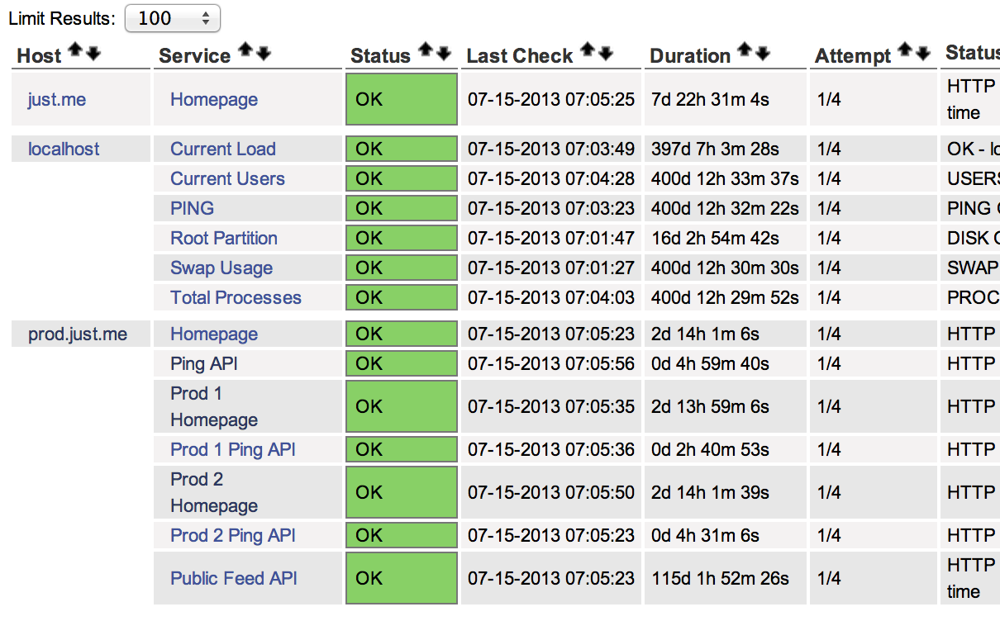 Limit Results: 100
Host Service Status Last Check Duration Attempt Status
just.me Homepage OK 07-15-2013 07:05:25 7d 22h 31m 4s 1/4 HTTP
time
localhost Current Load OK 07-15-2013 07:03:49 397d 7h 3m 28s 1/4 OK - lo
Current Users OK 07-15-2013 07:04:28 400d 12h 33m 37s 1/4 USERS
PING OK 07-15-2013 07:03:23 400d 12h 32m 22s 1/4 PING
Root Partition OK 07-15-2013 07:01:47 16d 2h 54m 42s 1/4 DISK
Swap Usage OK 07-15-2013 07:01:27 400d 12h 30m 30s 1/4 SWAP
Total Processes OK 07-15-2013 07:04:03 400d 12h 29m 52s 1/4 PROC
prod.just.me Homepage OK 07-15-2013 07:05:23 2d 14h 1m 6s 1/4 HTTP
Ping API OK 07-15-2013 07:05:56 0d 4h 59m 40s 1/4 HTTP
Prod 1
Homepage OK 07-15-2013 07:05:35 2d 13h 59m 6s 1/4 HTTP
Prod 1 Ping API OK 07-15-2013 07:05:36 0d 2h 40m 53s 1/4 HTTP
Prod 2
Homepage OK 07-15-2013 07:05:50 2d 14h 1m 39s 1/4 HTTP
Prod 2 Ping API OK 07-15-2013 07:05:23 0d 4h 31m 6s 1/4 HTTP
Public Feed API OK 07-15-2013 07:05:23 115d 1h 52m 26s 1/4 HTTP
time